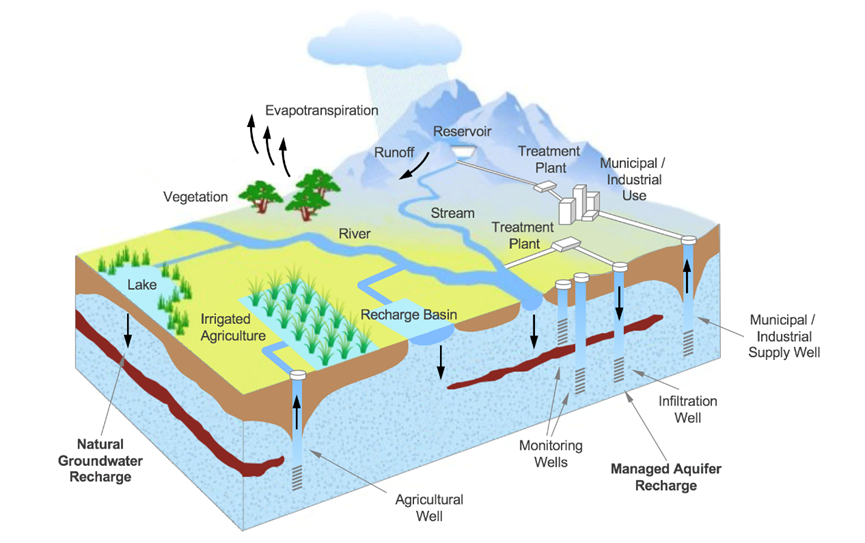 Evapotranspiration
Reservoir
Runoff
Treatment
Plant
Municipal /
Industrial
Use
Vegetation
Stream
River
Treatment
Plant
Lake
Irrigated
Agriculture
Recharge Basin
Municipal /
Industrial
Supply Well
Infiltration
Well
Natural
Groundwater
Recharge
Monitoring
Wells
Managed Aquifer
Recharge
Agricultural
Well